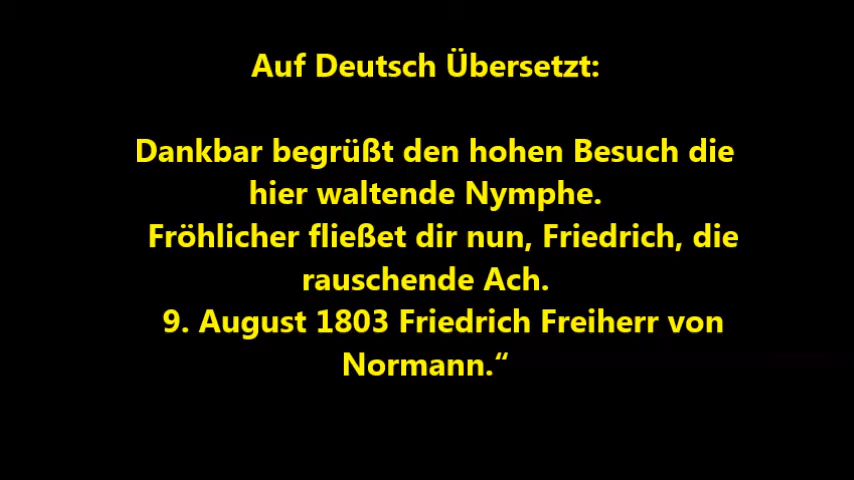 Auf Deutsch Übersetzt:
Dankbar begrüßt den hohen Besuch die
hier waltende Nymphe.
Fröhlicher fließet dir nun, Friedrich, die
rauschende Ach.
9. August 1803 Friedrich Freiherr von
Normann.“